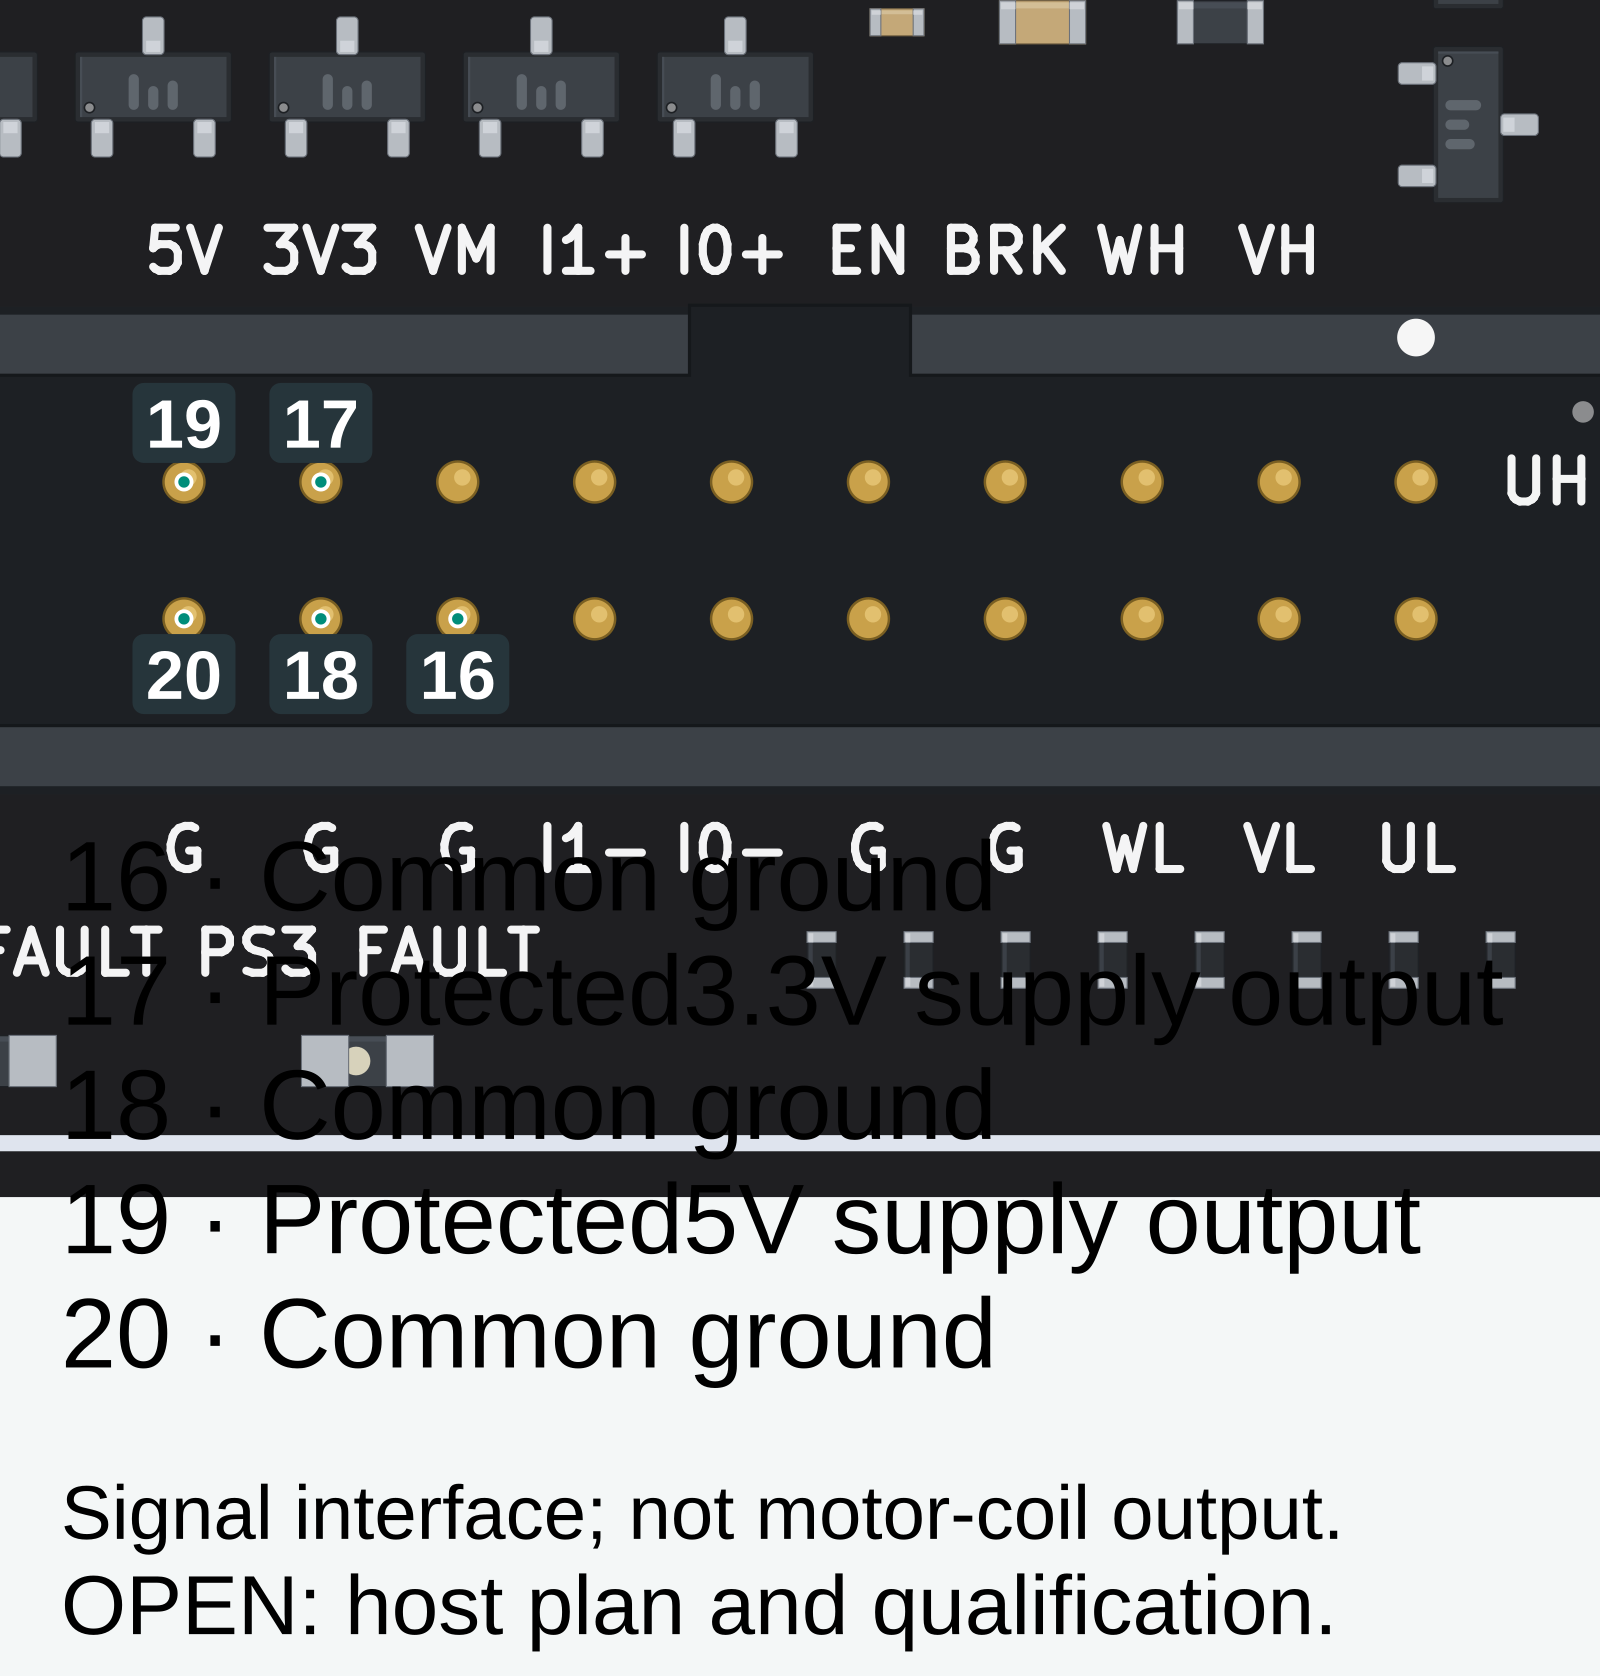 5V 3V3 VM I1+ I0+ EN BRK WH VH
19 17
UH
20 18 16
G G G I1- I0- G G WL VL UL
16 · Common ground
FAULT PS3 FAULT
17 · Protected3.3V supply output
18 · Common ground
19 · Protected5V supply output
20 · Common ground
Signal interface; not motor-coil output.
OPEN: host plan and qualification.